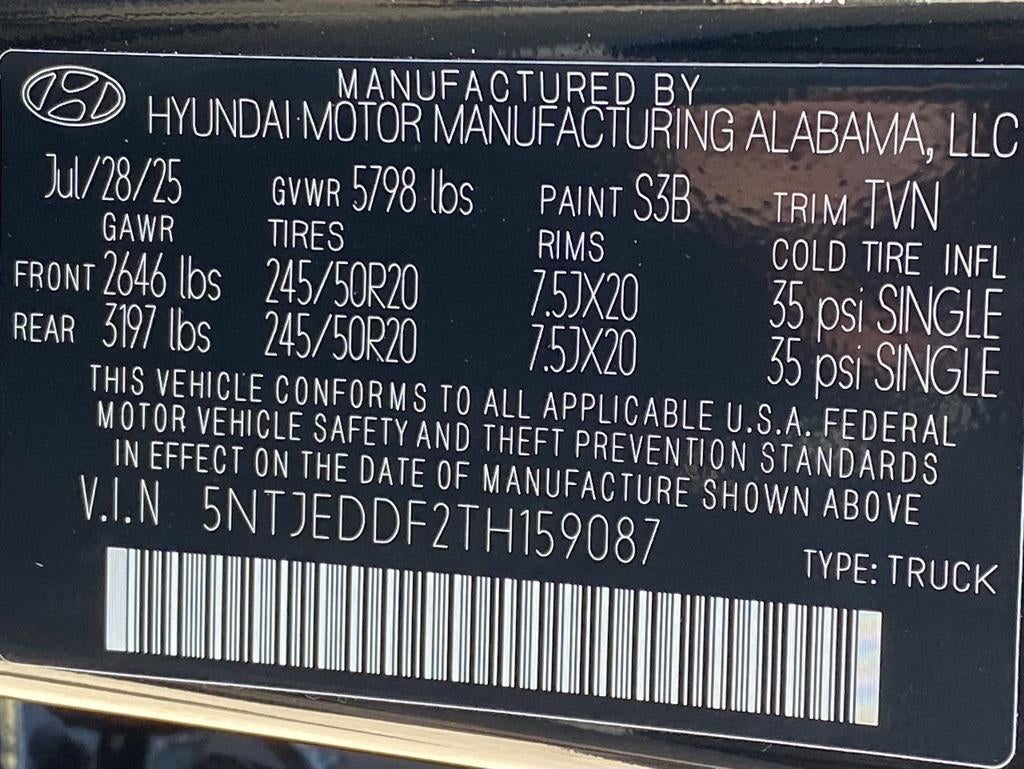 MANUFACTURED BY
HYUNDAI MOTOR MANUFACTURING ALABAMA, LLC
Jul/28/25 GVWR 5798 lbs PAINT S3B TRIM TVN
GAWR TIRES RIMS COLD TIRE INFL
FRONT 2646 lbs 245/50R20 7.5JX20 35 psi SINGLE
REAR 3197 lbs 245/50R20 7.5JX20 35 psi SINGLE
THIS VEHICLE CONFORMS TO ALL APPLICABLE U.S.A. FEDERAL
MOTOR VEHICLE SAFETY AND THEFT PREVENTION STANDARDS
IN EFFECT ON THE DATE OF MANUFACTURE SHOWN ABOVE
V.I.N 5NTJEDDF2TH159087
TYPE: TRUCK